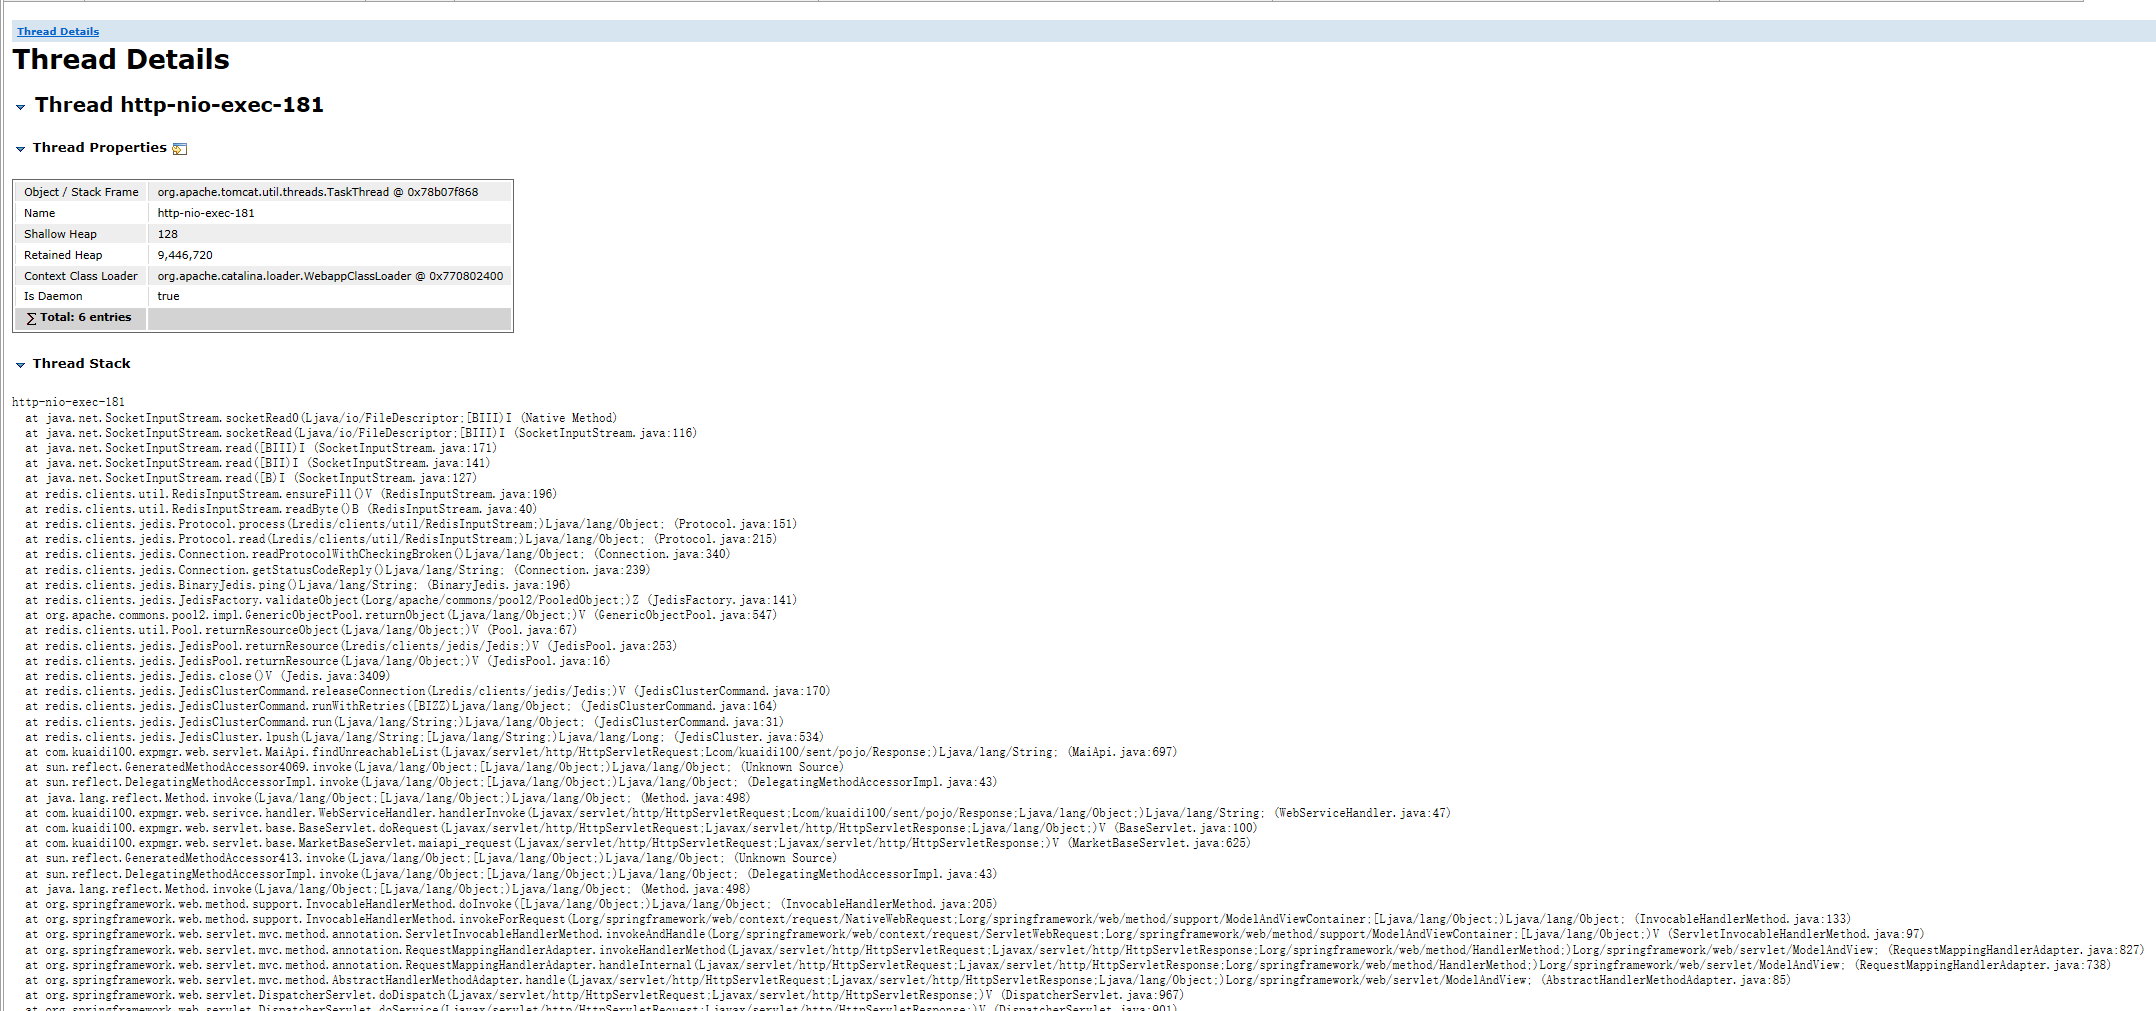 Thread Details
Thread Details
Thread http-nio-exec-181
Thread Properties
Object / Stack Frame org.apache.tomcat.util.threads.TaskThread @ 0x78b07f868
Name http-nio-exec-181
Shallow Heap 128
Retained Heap 9,446,720
Context Class Loader org.apache.catalina.loader.WebappClassLoader @ 0x770802400
Is Daemon true
∑ Total: 6 entries
Thread Stack
http-nio-exec-181
at java.net.SocketInputStream.socketRead0(Ljava/io/FileDescriptor;[BIII)I (Native Method)
at java.net.SocketInputStream.socketRead(Ljava/io/FileDescriptor;[BIII)I (SocketInputStream.java:116)
at java.net.SocketInputStream.read([BIII)I (SocketInputStream.java:171)
at java.net.SocketInputStream.read([BII)I (SocketInputStream.java:141)
at java.net.SocketInputStream.read([B)I (SocketInputStream.java:127)
at redis.clients.util.RedisInputStream.ensureFill()V (RedisInputStream.java:196)
at redis.clients.util.RedisInputStream.readByte()B (RedisInputStream.java:40)
at redis.clients.jedis.Protocol.process(Lredis/clients/util/RedisInputStream;)Ljava/lang/Object; (Protocol.java:151)
at redis.clients.jedis.Protocol.read(Lredis/clients/util/RedisInputStream;)Ljava/lang/Object; (Protocol.java:215)
at redis.clients.jedis.Connection.readProtocolWithCheckingBroken()Ljava/lang/Object; (Connection.java:340)
at redis.clients.jedis.Connection.getStatusCodeReply()Ljava/lang/String; (Connection.java:239)
at redis.clients.jedis.BinaryJedis.ping()Ljava/lang/String; (BinaryJedis.java:196)
at redis.clients.jedis.JedisFactory.validateObject(Lorg/apache/commons/pool2/PooledObject;)Z (JedisFactory.java:141)
at org.apache.commons.pool2.impl.GenericObjectPool.returnObject(Ljava/lang/Object;)V (GenericObjectPool.java:547)
at redis.clients.util.Pool.returnResourceObject(Ljava/lang/Object;)V (Pool.java:67)
at redis.clients.jedis.JedisPool.returnResource(Lredis/clients/jedis/Jedis;)V (JedisPool.java:253)
at redis.clients.jedis.JedisPool.returnResource(Ljava/lang/Object;)V (JedisPool.java:16)
at redis.clients.jedis.Jedis.close()V (Jedis.java:3409)
at redis.clients.jedis.JedisClusterCommand.releaseConnection(Lredis/clients/jedis/Jedis;)V (JedisClusterCommand.java:170)
at redis.clients.jedis.JedisClusterCommand.runWithRetries([BIZZ)Ljava/lang/Object; (JedisClusterCommand.java:164)
at redis.clients.jedis.JedisClusterCommand.run(Ljava/lang/String;)Ljava/lang/Object; (JedisClusterCommand.java:31)
at redis.clients.jedis.JedisCluster.lpush(Ljava/lang/String;[Ljava/lang/String;)Ljava/lang/Long; (JedisCluster.java:534)
at com.kuaidi100.expmgr.web.servlet.MaiApi.findUnreachableList(Ljavax/servlet/http/HttpServletRequest;Lcom/kuaidi100/sent/pojo/Response;)Ljava/lang/String; (MaiApi.java:697)
at sun.reflect.GeneratedMethodAccessor4069.invoke(Ljava/lang/Object;[Ljava/lang/Object;)Ljava/lang/Object; (Unknown Source)
at sun.reflect.DelegatingMethodAccessorImpl.invoke(Ljava/lang/Object;[Ljava/lang/Object;)Ljava/lang/Object; (DelegatingMethodAccessorImpl.java:43)
at java.lang.reflect.Method.invoke(Ljava/lang/Object;[Ljava/lang/Object;)Ljava/lang/Object; (Method.java:498)
at com.kuaidi100.expmgr.web.serivce.handler.WebServiceHandler.handlerInvoke(Ljavax/servlet/http/HttpServletRequest;Lcom/kuaidi100/sent/pojo/Response;Ljava/lang/Object;)Ljava/lang/String; (WebServiceHandler.java:47)
at com.kuaidi100.expmgr.web.servlet.base.BaseServlet.doRequest(Ljavax/servlet/http/HttpServletRequest;Ljavax/servlet/http/HttpServletResponse;Ljava/lang/Object;)V (BaseServlet.java:100)
at com.kuaidi100.expmgr.web.servlet.base.MarketBaseServlet.maiapi_request(Ljavax/servlet/http/HttpServletRequest;Ljavax/servlet/http/HttpServletResponse;)V (MarketBaseServlet.java:625)
at sun.reflect.GeneratedMethodAccessor413.invoke(Ljava/lang/Object;[Ljava/lang/Object;)Ljava/lang/Object; (Unknown Source)
at sun.reflect.DelegatingMethodAccessorImpl.invoke(Ljava/lang/Object;[Ljava/lang/Object;)Ljava/lang/Object; (DelegatingMethodAccessorImpl.java:43)
at java.lang.reflect.Method.invoke(Ljava/lang/Object;[Ljava/lang/Object;)Ljava/lang/Object; (Method.java:498)
at org.springframework.web.method.support.InvocableHandlerMethod.doInvoke([Ljava/lang/Object;)Ljava/lang/Object; (InvocableHandlerMethod.java:205)
at org.springframework.web.method.support.InvocableHandlerMethod.invokeForRequest(Lorg/springframework/web/context/request/NativeWebRequest;Lorg/springframework/web/method/support/ModelAndViewContainer;[Ljava/lang/Object;)Ljava/lang/Object; (InvocableHandlerMethod.java:133)
at org.springframework.web.servlet.mvc.method.annotation.ServletInvocableHandlerMethod.invokeAndHandle(Lorg/springframework/web/context/request/ServletWebRequest;Lorg/springframework/web/method/support/ModelAndViewContainer;[Ljava/lang/Object;)V (ServletInvocableHandlerMethod.java:97)
at org.springframework.web.servlet.mvc.method.annotation.RequestMappingHandlerAdapter.invokeHandlerMethod(Ljavax/servlet/http/HttpServletRequest;Ljavax/servlet/http/HttpServletResponse;Lorg/springframework/web/method/HandlerMethod;)Lorg/springframework/web/servlet/ModelAndView; (RequestMappingHandlerAdapter.java:827)
at org.springframework.web.servlet.mvc.method.annotation.RequestMappingHandlerAdapter.handleInternal(Ljavax/servlet/http/HttpServletRequest;Ljavax/servlet/http/HttpServletResponse;Lorg/springframework/web/method/HandlerMethod;)Lorg/springframework/web/servlet/ModelAndView; (RequestMappingHandlerAdapter.java:738)
at org.springframework.web.servlet.mvc.method.AbstractHandlerMethodAdapter.handle(Ljavax/servlet/http/HttpServletRequest;Ljavax/servlet/http/HttpServletResponse;Ljava/lang/Object;)Lorg/springframework/web/servlet/ModelAndView; (AbstractHandlerMethodAdapter.java:85)
at org.springframework.web.servlet.DispatcherServlet.doDispatch(Ljavax/servlet/http/HttpServletRequest;Ljavax/servlet/http/HttpServletResponse;)V (DispatcherServlet.java:967)
at org.springframework.web.servlet.DispatcherServlet.doService(Ljavax/servlet/http/HttpServletRequest;Ljavax/servlet/http/HttpServletResponse;)V (DispatcherServlet.java:901)